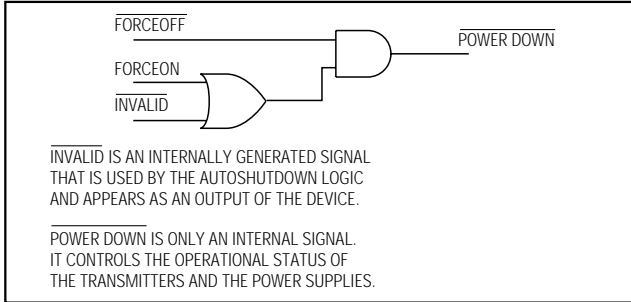 FORCEOFF
POWER DOWN
FORCEON
INVALID
INVALID IS AN INTERNALLY GENERATED SIGNAL
THAT IS USED BY THE AUTOSHUTDOWN LOGIC
AND APPEARS AS AN OUTPUT OF THE DEVICE.
POWER DOWN IS ONLY AN INTERNAL SIGNAL.
IT CONTROLS THE OPERATIONAL STATUS OF
THE TRANSMITTERS AND THE POWER SUPPLIES.